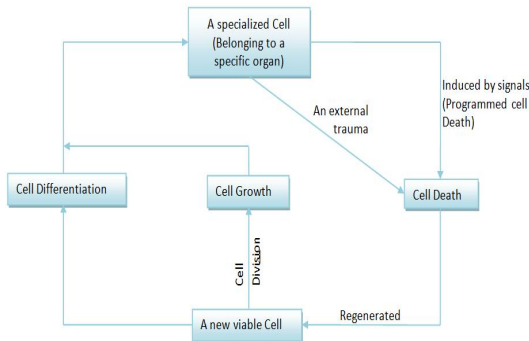 A specialized Cell
(Belonging to a
specific organ)
An external
trauma
Induced by signals
(Programmed cell
Death)
Cell Differentiation
Cell Growth
Cell Death
Cell
Division
Regenerated
A new viable Cell